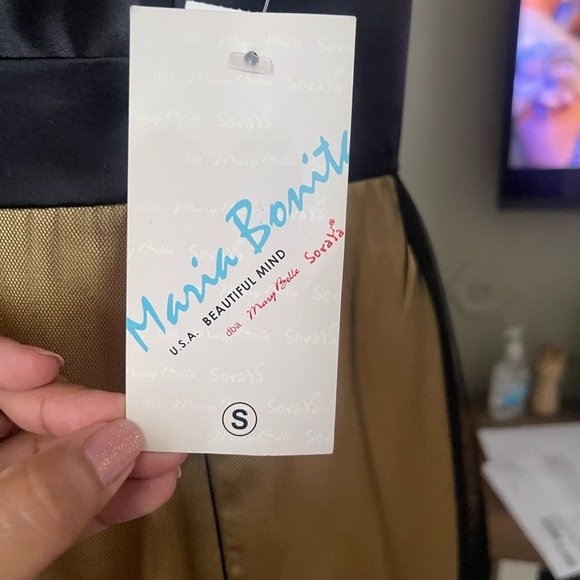 Maria Bonita
U.S.A. BEAUTIFUL MIND
dba Mary Belle SoraYa®
S